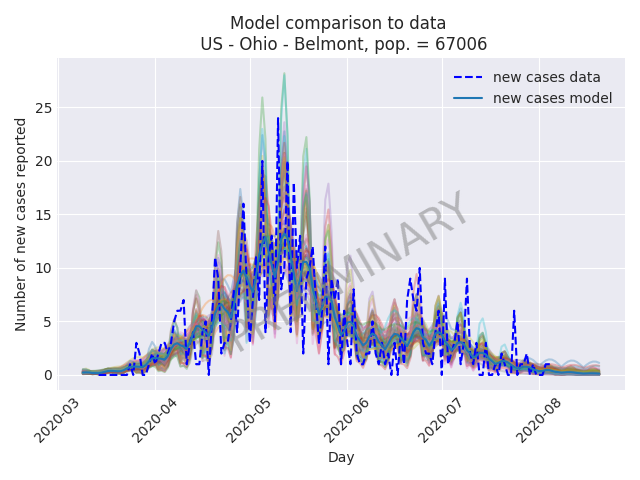 Model comparison to data
US - Ohio - Belmont, pop. = 67006
new cases data
new cases model
Number of new cases reported
25
20
15
10
5
0
PRELIMINARY
2020-03
2020-04
2020-05
2020-06
2020-07
2020-08
Day